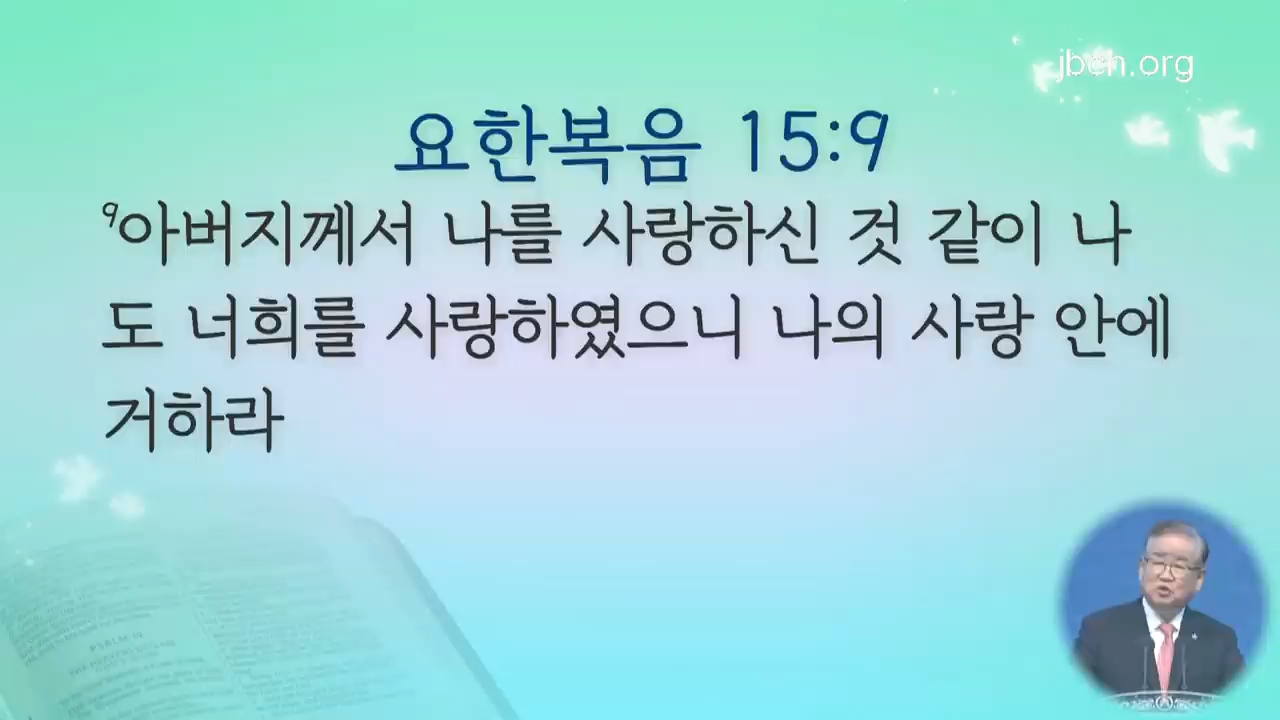 jbch.org
요한복음 15:9
9아버지께서 나를 사랑하신 것 같이 나
도 너희를 사랑하였으니 나의 사랑 안에
거하라
PSALM